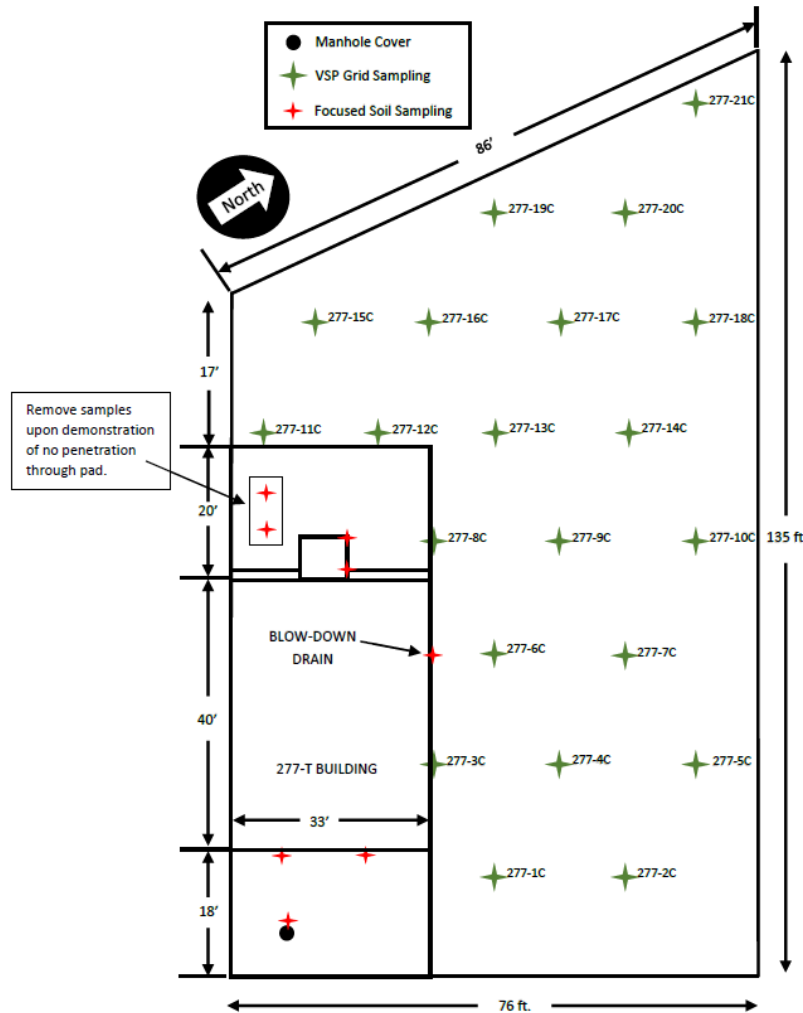 Manhole Cover
VSP Grid Sampling
Focused Soil Sampling
277-21C
86’
North
277-19C
277-20C
277-15C
277-16C
277-17C
277-18C
17’
Remove samples
upon demonstration
of no penetration
through pad.
277-11C
277-12C
277-13C
277-14C
20’
277-8C
277-9C
277-10C
135 ft
BLOW-DOWN
DRAIN
277-6C
277-7C
40’
277-T BUILDING
277-3C
277-4C
277-5C
33’
277-1C
277-2C
18’
76 ft.